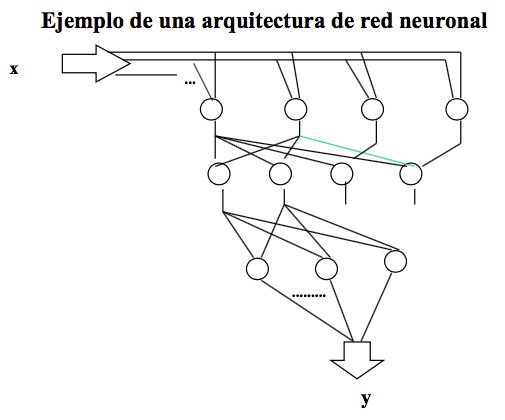 Ejemplo de una arquitectura de red neuronal
x
...
.........
y